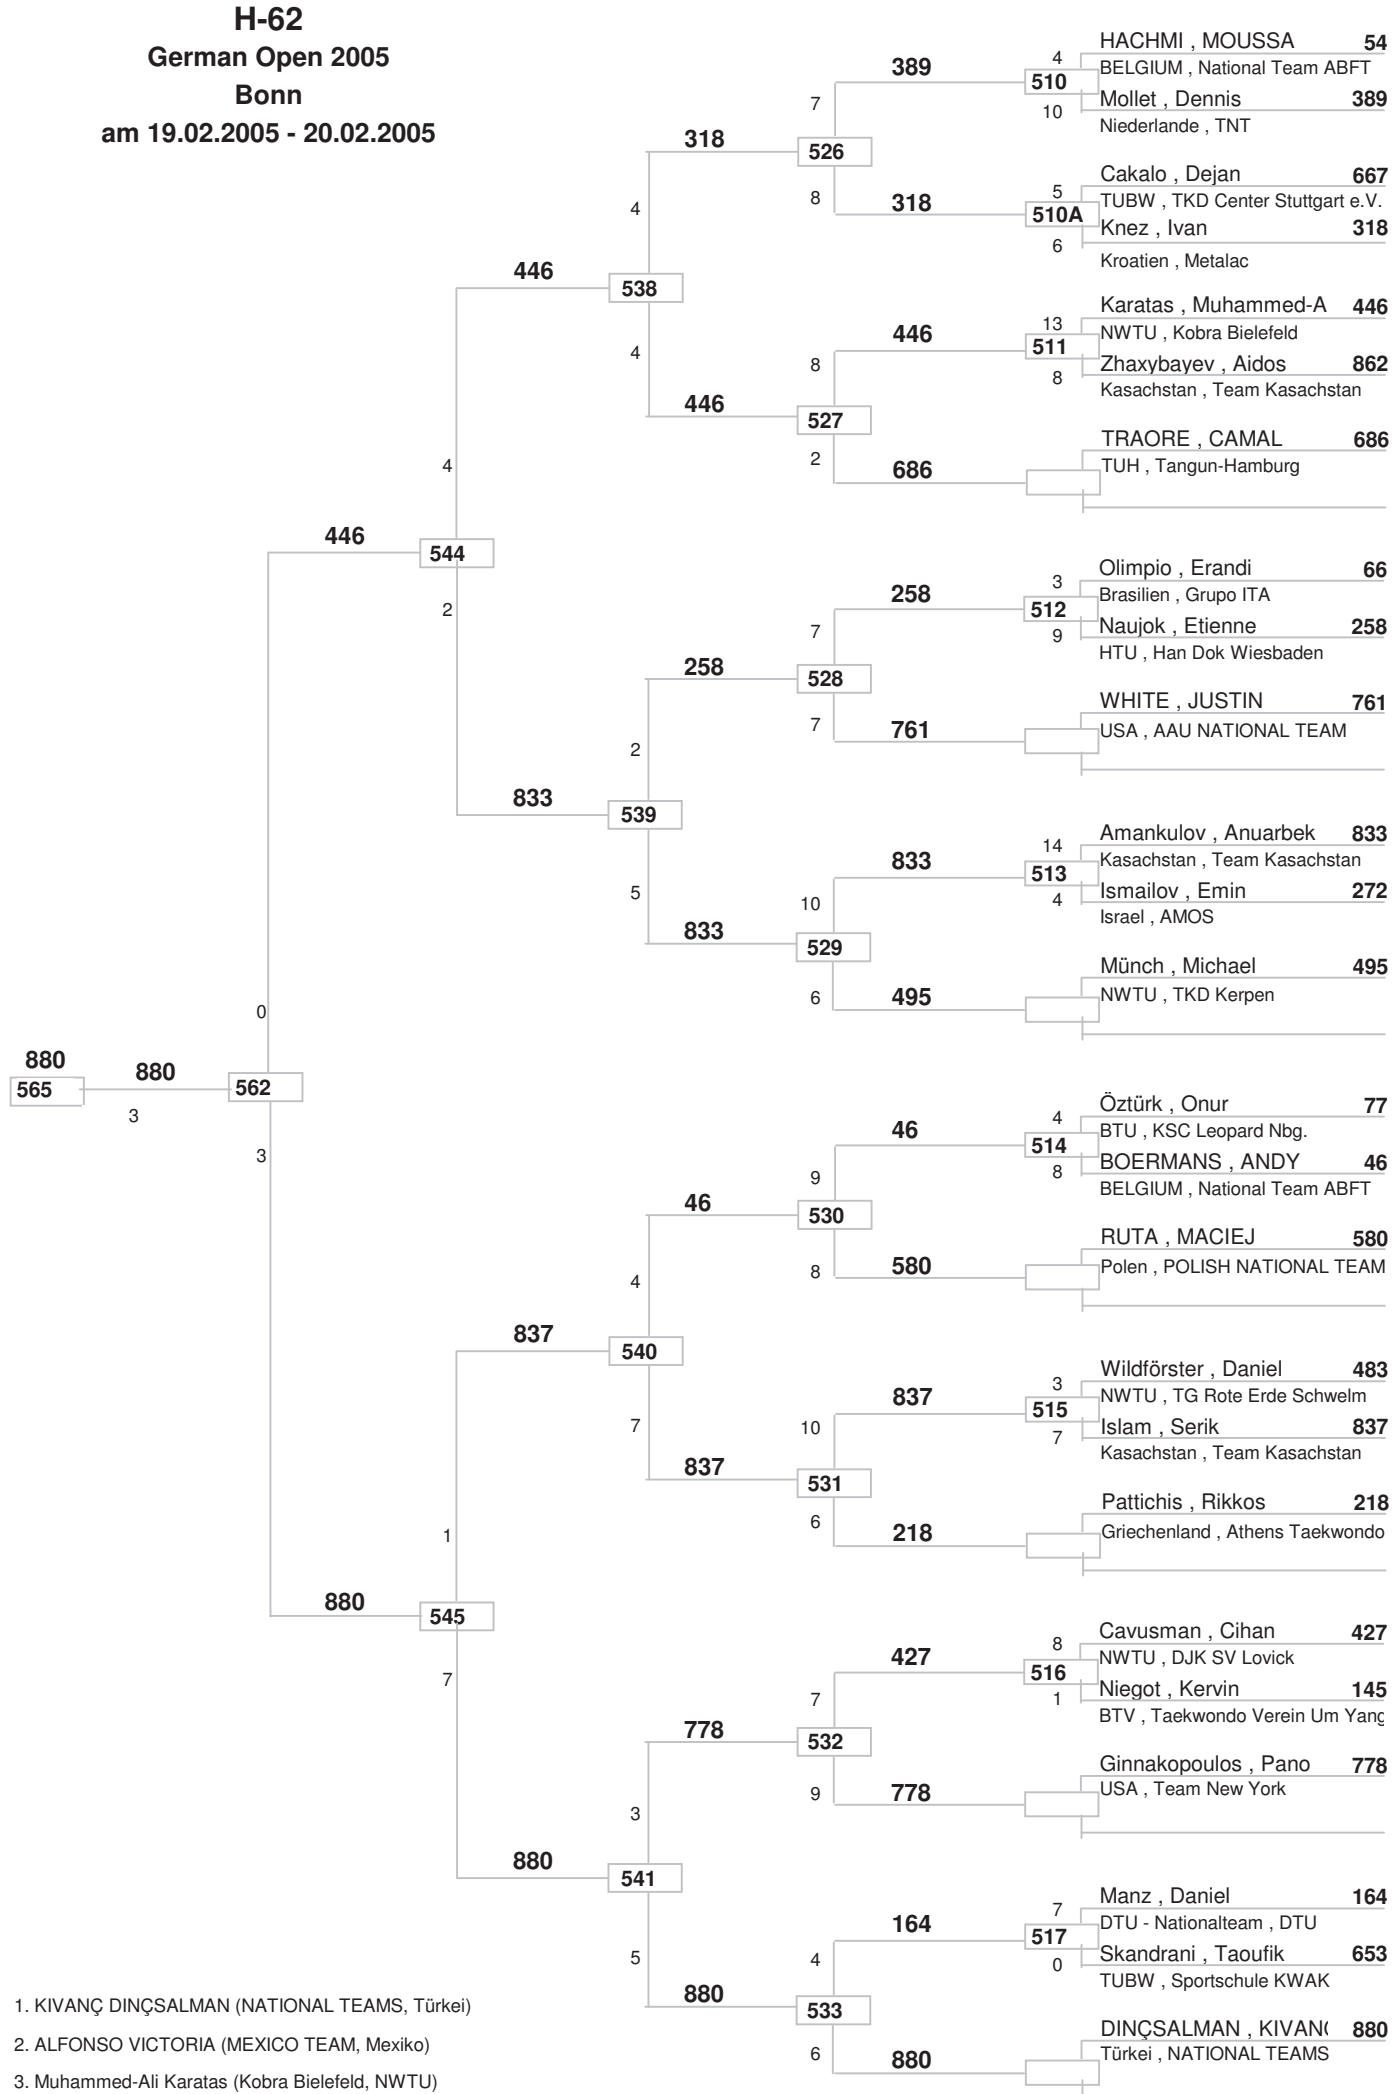 H-62
German Open 2005
Bonn
am 19.02.2005 - 20.02.2005
HACHMI , MOUSSA 54
4
389
510
BELGIUM , National Team ABFT
7
Mollet , Dennis 389
10
Niederlande , TNT
318
526
Cakalo , Dejan 667
5
TUBW , TKD Center Stuttgart e.V.
8
318
510A
4
Knez , Ivan 318
6
Kroatien , Metalac
446
538
Karatas , Muhammed-A 446
13
NWTU , Kobra Bielefeld
446
511
4
8
Zhaxybayev , Aidos 862
8
Kasachstan , Team Kasachstan
446
527
TRAORE , CAMAL 686
2
4
686
TUH , Tangun-Hamburg
446
544
Olimpio , Erandi 66
3
258
Brasilien , Grupo ITA
2
512
7
Naujok , Etienne 258
9
HTU , Han Dok Wiesbaden
258
528
WHITE , JUSTIN 761
7
761
USA , AAU NATIONAL TEAM
2
833
539
Amankulov , Anuarbek 833
14
833
Kasachstan , Team Kasachstan
513
5
10
Ismailov , Emin 272
4
Israel , AMOS
833
529
Münch , Michael 495
6
495
NWTU , TKD Kerpen
0
880
880
565
562
3
Öztürk , Onur 77
4
46
BTU , KSC Leopard Nbg.
3
514
9
BOERMANS , ANDY 46
8
BELGIUM , National Team ABFT
46
530
RUTA , MACIEJ 580
8
580
Polen , POLISH NATIONAL TEAM
4
837
540
Wildförster , Daniel 483
3
837
NWTU , TG Rote Erde Schwelm
515
7
10
Islam , Serik 837
7
Kasachstan , Team Kasachstan
837
531
Pattichis , Rikkos 218
6
218
Griechenland , Athens Taekwondo
1
880
545
Cavusman , Cihan 427
8
427
NWTU , DJK SV Lovick
516
7
7
Niegot , Kervin 145
1
BTV , Taekwondo Verein Um Yang
778
532
Ginnakopoulos , Pano 778
9
778
USA , Team New York
3
880
541
Manz , Daniel 164
7
164
DTU - Nationalteam , DTU
517
5
4
Skandrani , Taoufik 653
0
TUBW , Sportschule KWAK
880
533
DINÇSALMAN , KIVAN 880
6
880
Türkei , NATIONAL TEAMS
1. KIVANÇ DINÇSALMAN (NATIONAL TEAMS, Türkei)
2. ALFONSO VICTORIA (MEXICO TEAM, Mexiko)
3. Muhammed-Ali Karatas (Kobra Bielefeld, NWTU)